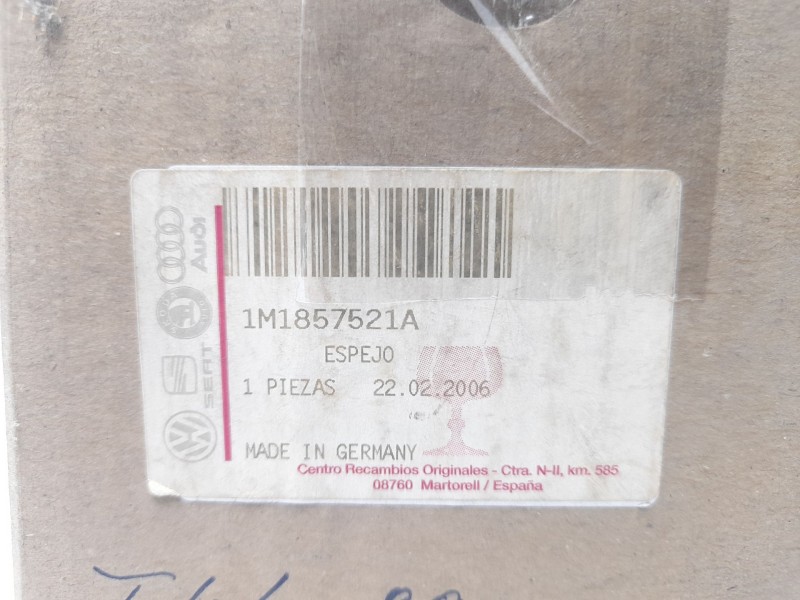 Audi
SEAT
1M1857521A
ESPEJO
1 PIEZAS 22.02.2006
MADE IN GERMANY
Centro Recambios Originales - Ctra. N-II, km. 585
08760 Martorell / España